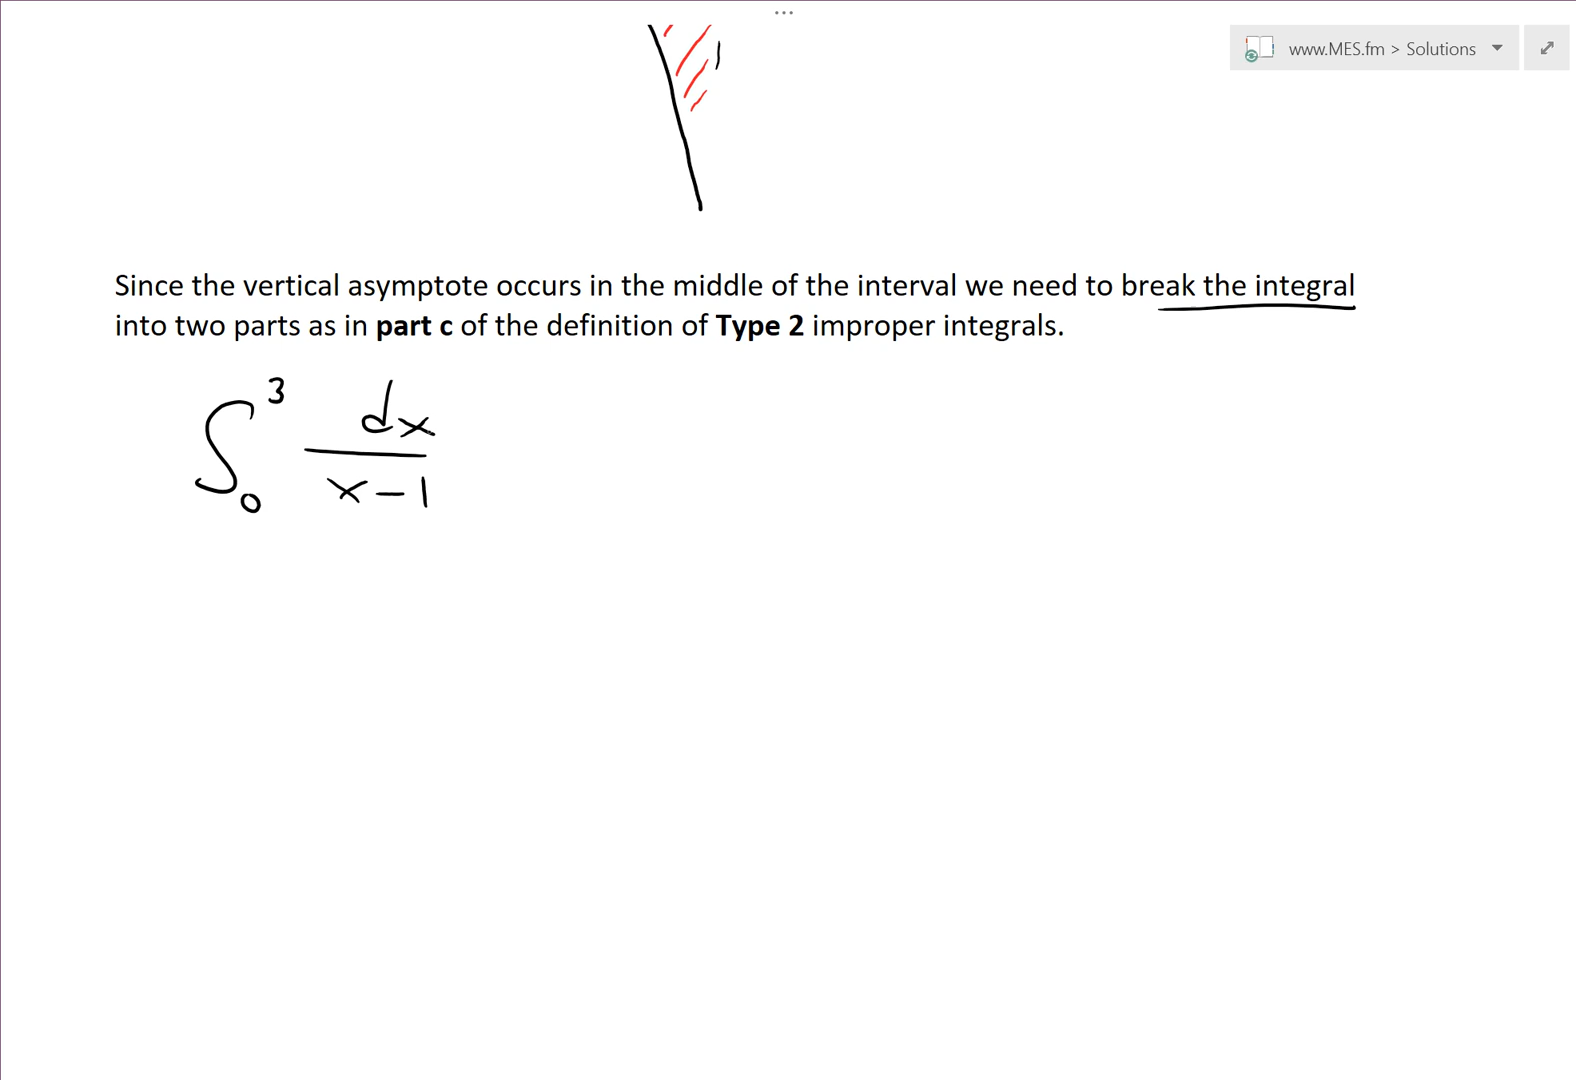 www.MES.fm > Solutions
1
Since the vertical asymptote occurs in the middle of the interval we need to break the integral
into two parts as in part c of the definition of Type 2 improper integrals.
∫₀³ dx/(x-1)